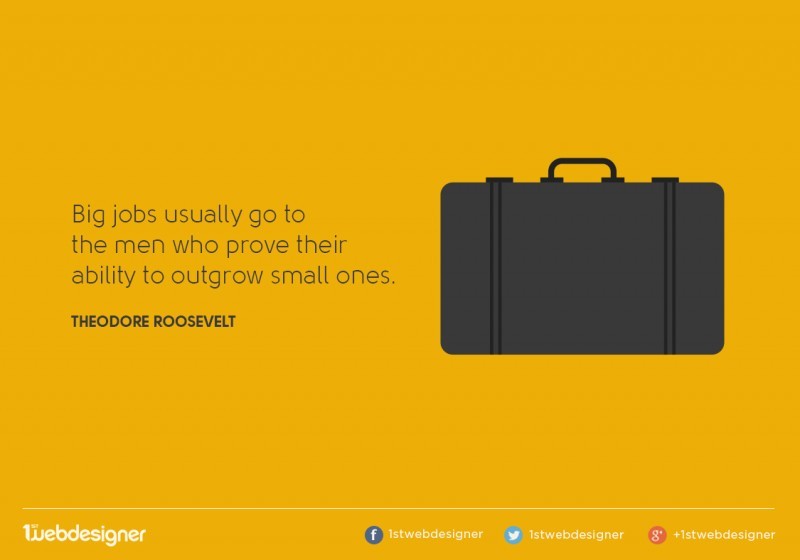 Big jobs usually go to
the men who prove their
ability to outgrow small ones.
THEODORE ROOSEVELT
1stwebdesigner
f 1stwebdesigner
1stwebdesigner
g+ +1stwebdesigner